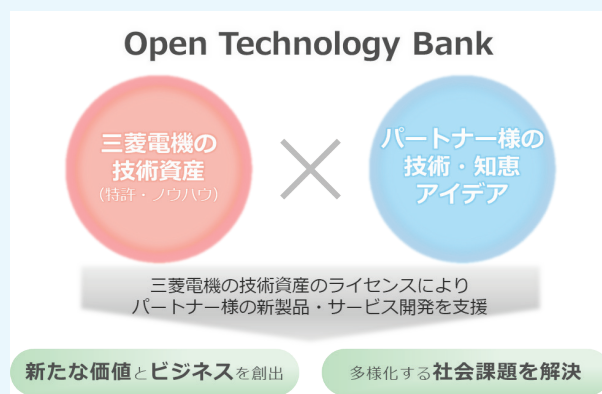 Open Technology Bank
三菱電機の
技術資産
(特許・ノウハウ)
パートナー様の
技術・知恵
アイデア
三菱電機の技術資産のライセンスにより
パートナー様の新製品・サービス開発を支援
新たな価値とビジネスを創出
多様化する社会課題を解決